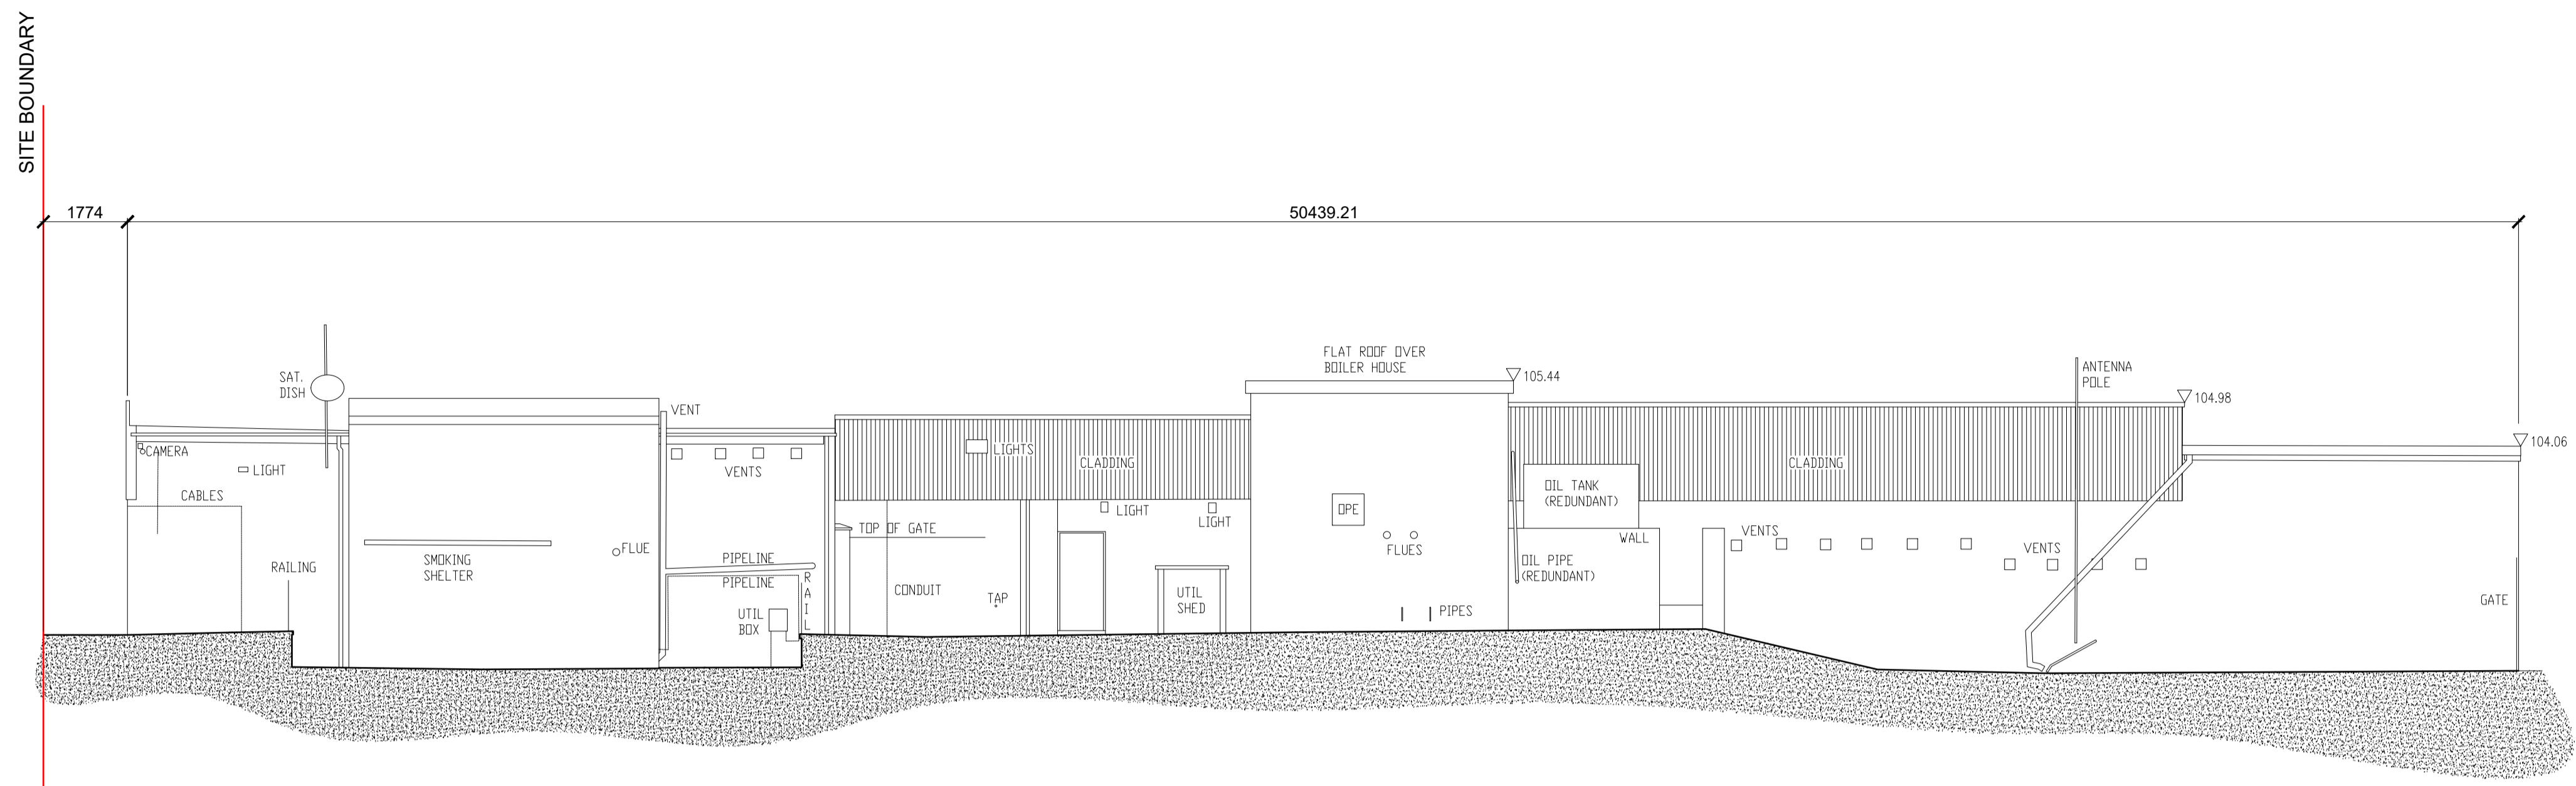 SITE BOUNDARY
1774
50439.21
FLAT ROOF OVER
BOILER HOUSE
105.44
ANTENNA
POLE
104.98
104.06
SAT.
DISH
VENT
CAMERA
LIGHT
CABLES
VENTS
LIGHTS
CLADDING
CLADDING
OIL TANK
(REDUNDANT)
LIGHT
LIGHT
OPE
TOP OF GATE
FLUE
FLUES
WALL
VENTS
VENTS
SMOKING
SHELTER
RAILING
PIPELINE
PIPELINE
RAIL
CONDUIT
TAP
UTIL
BOX
UTIL
SHED
OIL PIPE
(REDUNDANT)
PIPES
GATE